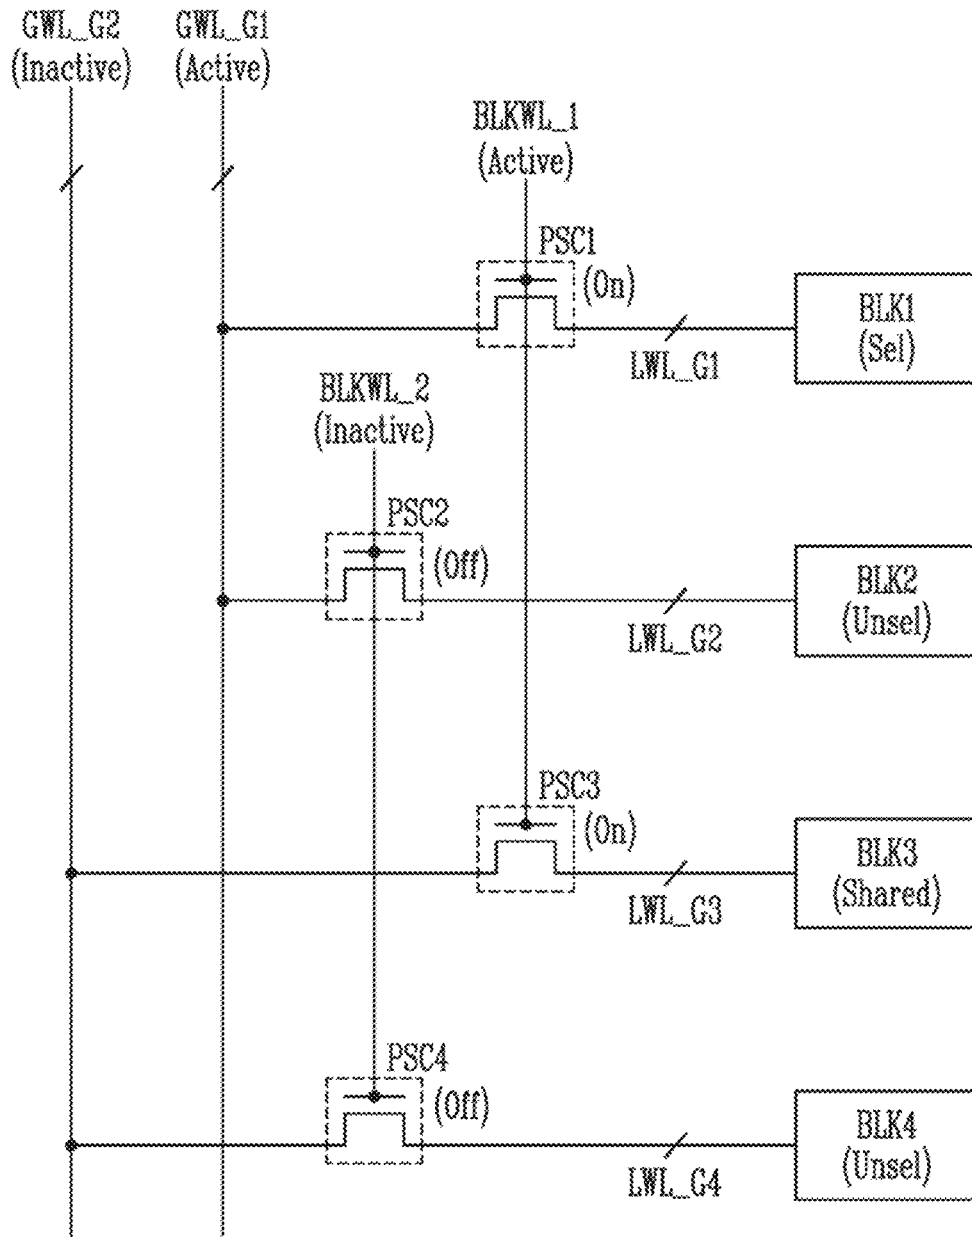 GWL_G2
(Inactive)
GWL_G1
(Active)
BLKWL_1
(Active)
PSC1
(On)
BLK1
(Sel)
LWL_G1
BLKWL_2
(Inactive)
PSC2
(Off)
BLK2
(Unsel)
LWL_G2
PSC3
(On)
BLK3
(Shared)
LWL_G3
PSC4
(Off)
BLK4
(Unsel)
LWL_G4